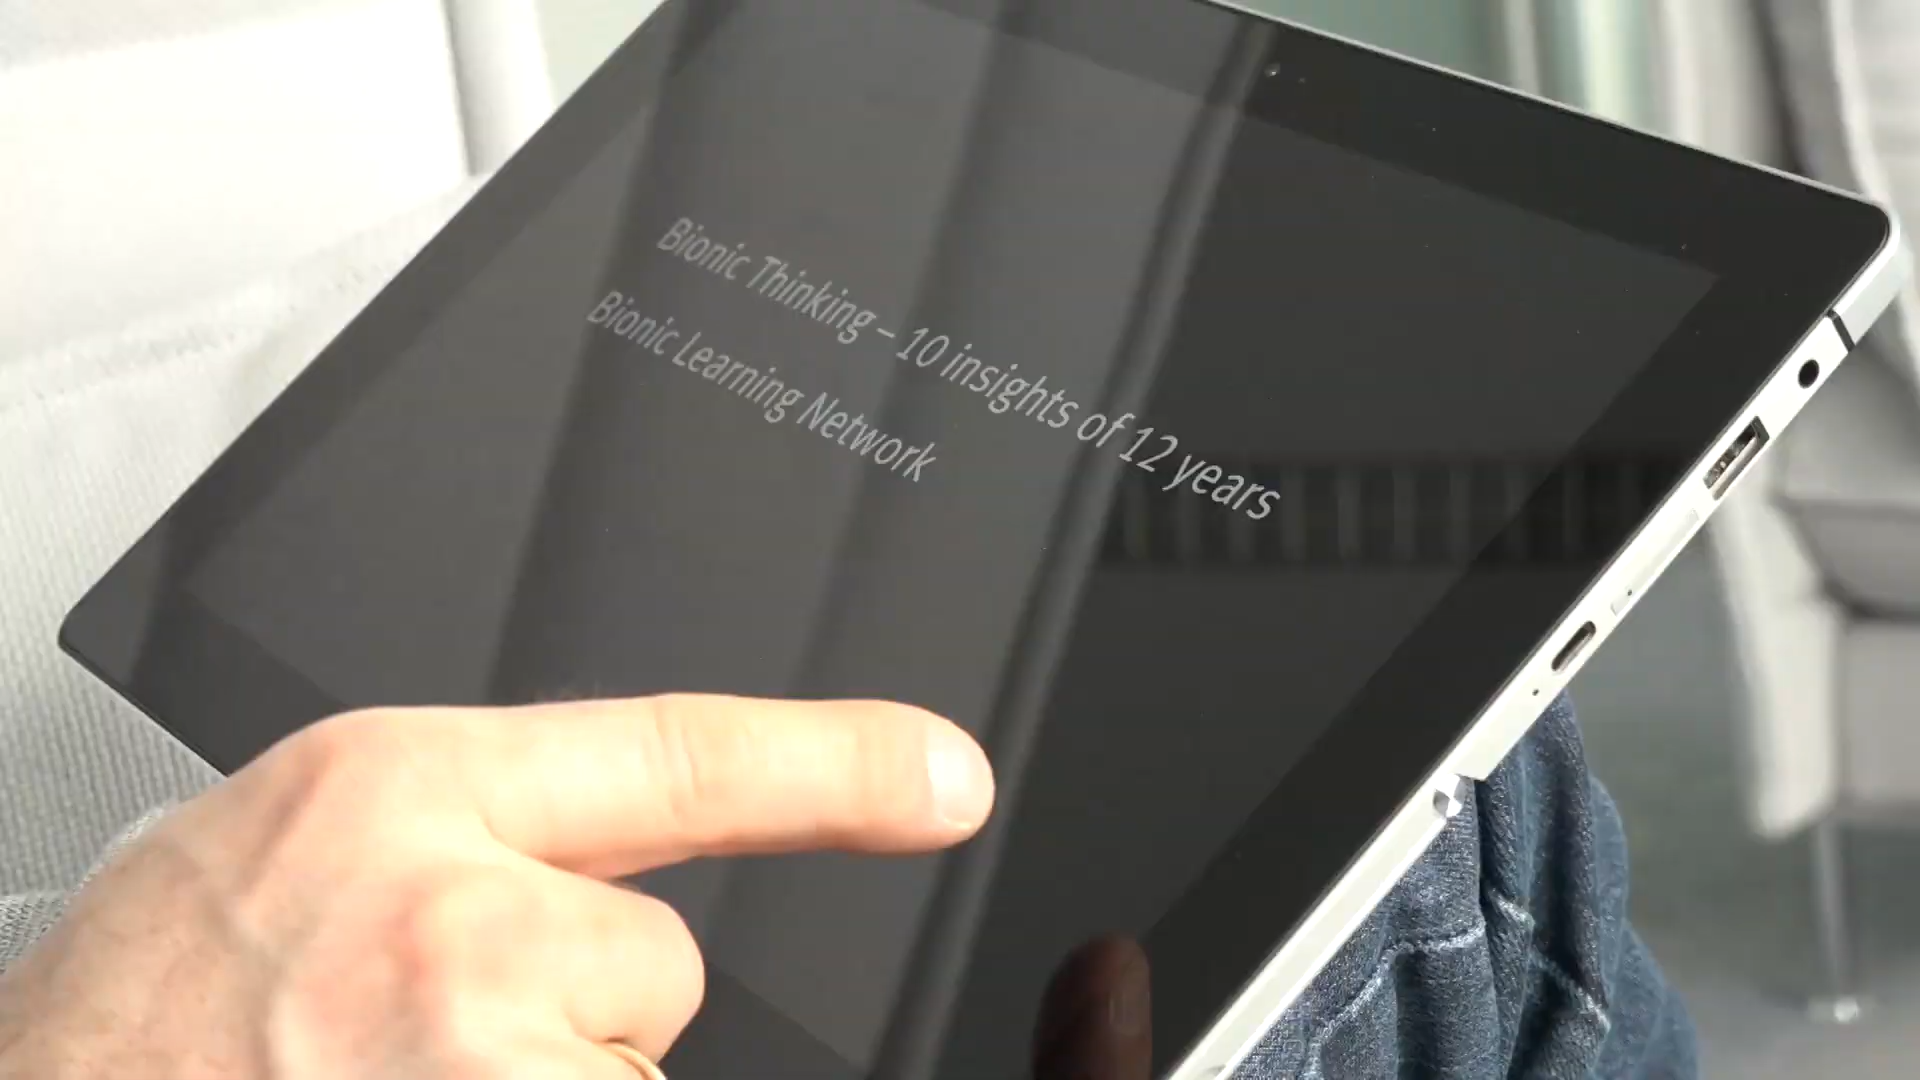 Bionic Thinking – 10 insights of 12 years
Bionic Learning Network